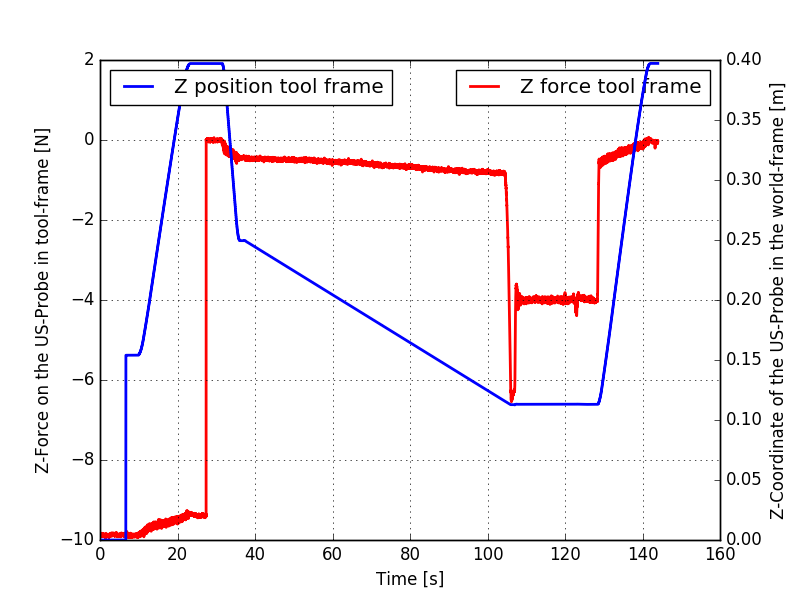 Z position tool frame
Z force tool frame
Z-Force on the US-Probe in tool-frame [N]
2
0
−2
−4
−6
−8
−10
0.40
0.35
0.30
0.25
0.20
0.15
0.10
0.05
0.00
Z-Coordinate of the US-Probe in the world-frame [m]
0 20 40 60 80 100 120 140 160
Time [s]